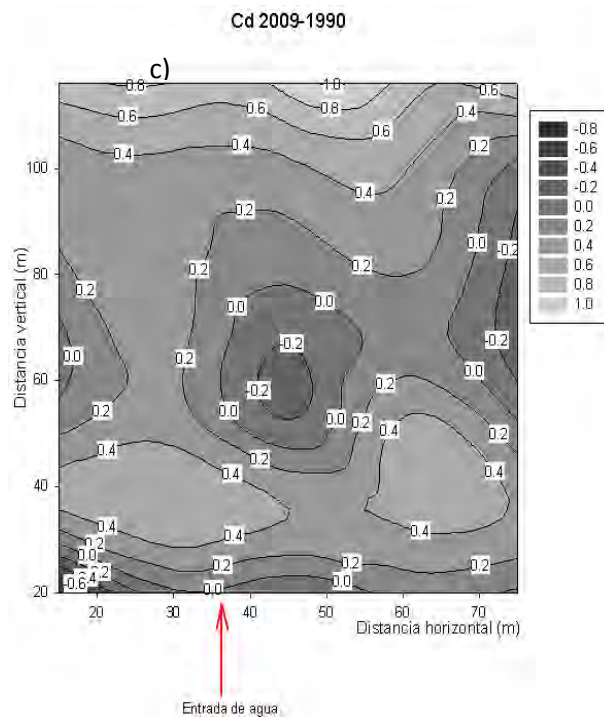 Cd 2009-1990
c)
0.8 1.0
0.6 0.6 0.8 0.6 0.4
0.4 0.4 0.2
0.4
0.2 0.2 0.0 -0.2
0.2 0.2 0.0 0.0
-0.2 -0.2
0.0 0.2 -0.2 0.2 0.0
0.2 0.0 0.0 0.2 0.4 0.2
0.4 0.4 0.2 0.4
0.4 0.4 0.4
0.2 0.0 0.2 0.2 0.2 0.2
0.4 0.6 0.0 0.0
-0.8
-0.6
-0.4
-0.2
0.0
0.2
0.4
0.6
0.8
1.0
Distancia vertical (m)
100
80
60
40
20
20 30 40 50 60 70
Distancia horizontal (m)
Entrada de agua